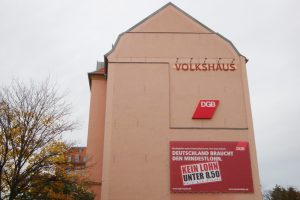 VOLKSHAUS
DGB
DGB
DEUTSCHLAND BRAUCHT
DEN MINDESTLOHN.
KEIN LOHN
UNTER 8,50